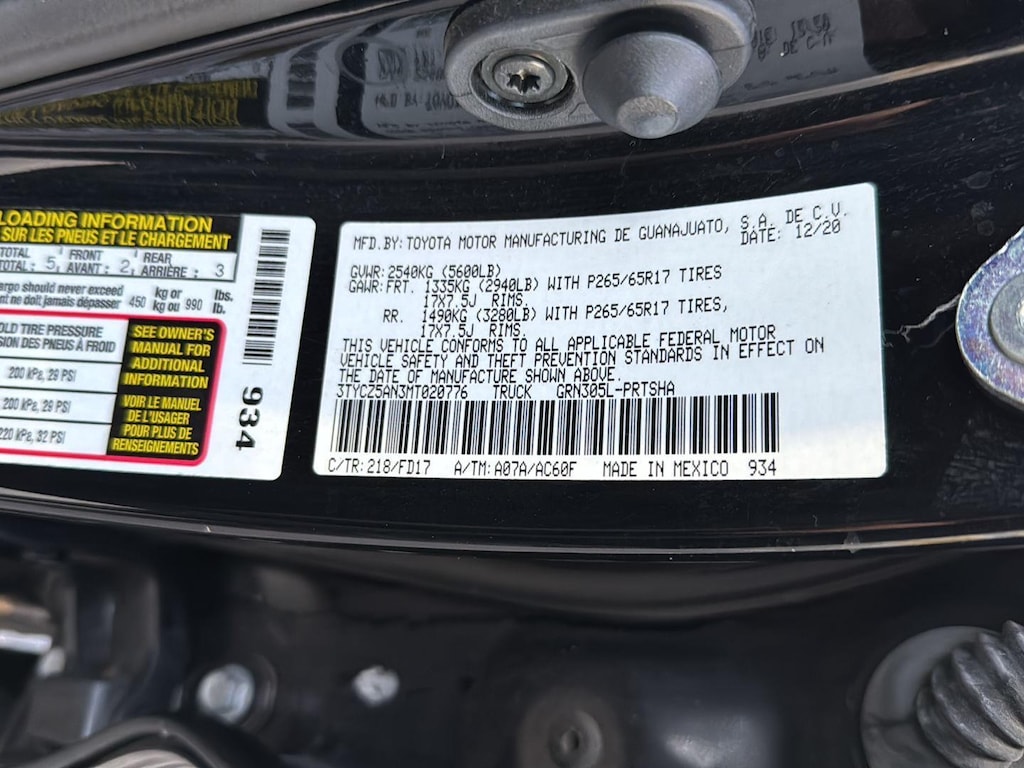 LOADING INFORMATION
SUR LES PNEUS ET LE CHARGEMENT
TOTAL 5 FRONT 2 REAR 3
TOTAL: AVANT: ARRIÈRE:
should never exceed 450 kg or 990 lbs.
ne doit jamais dépasser kg ou lb.
TIRE PRESSURE
DES PNEUS À FROID
200 kPa, 29 PSI
200 kPa, 29 PSI
220 kPa, 32 PSI
SEE OWNER'S
MANUAL FOR
ADDITIONAL
INFORMATION
VOIR LE MANUEL
DE L'USAGER
POUR PLUS DE
RENSEIGNEMENTS
934
MFD.BY:TOYOTA MOTOR MANUFACTURING DE GUANAJUATO, S.A. DE C.V.
DATE: 12/20
GVWR:2540KG (5600LB)
GAWR:FRT. 1335KG (2940LB) WITH P265/65R17 TIRES
17X7.5J RIMS,
RR. 1490KG (3280LB) WITH P265/65R17 TIRES,
17X7.5J RIMS.
THIS VEHICLE CONFORMS TO ALL APPLICABLE FEDERAL MOTOR
VEHICLE SAFETY AND THEFT PREVENTION STANDARDS IN EFFECT ON
THE DATE OF MANUFACTURE SHOWN ABOVE.
3TYCZ5AN3MT020776 TRUCK GRN305L-PRTSHA
C/TR:218/FD17 A/TM:A07A/AC60F MADE IN MEXICO 934